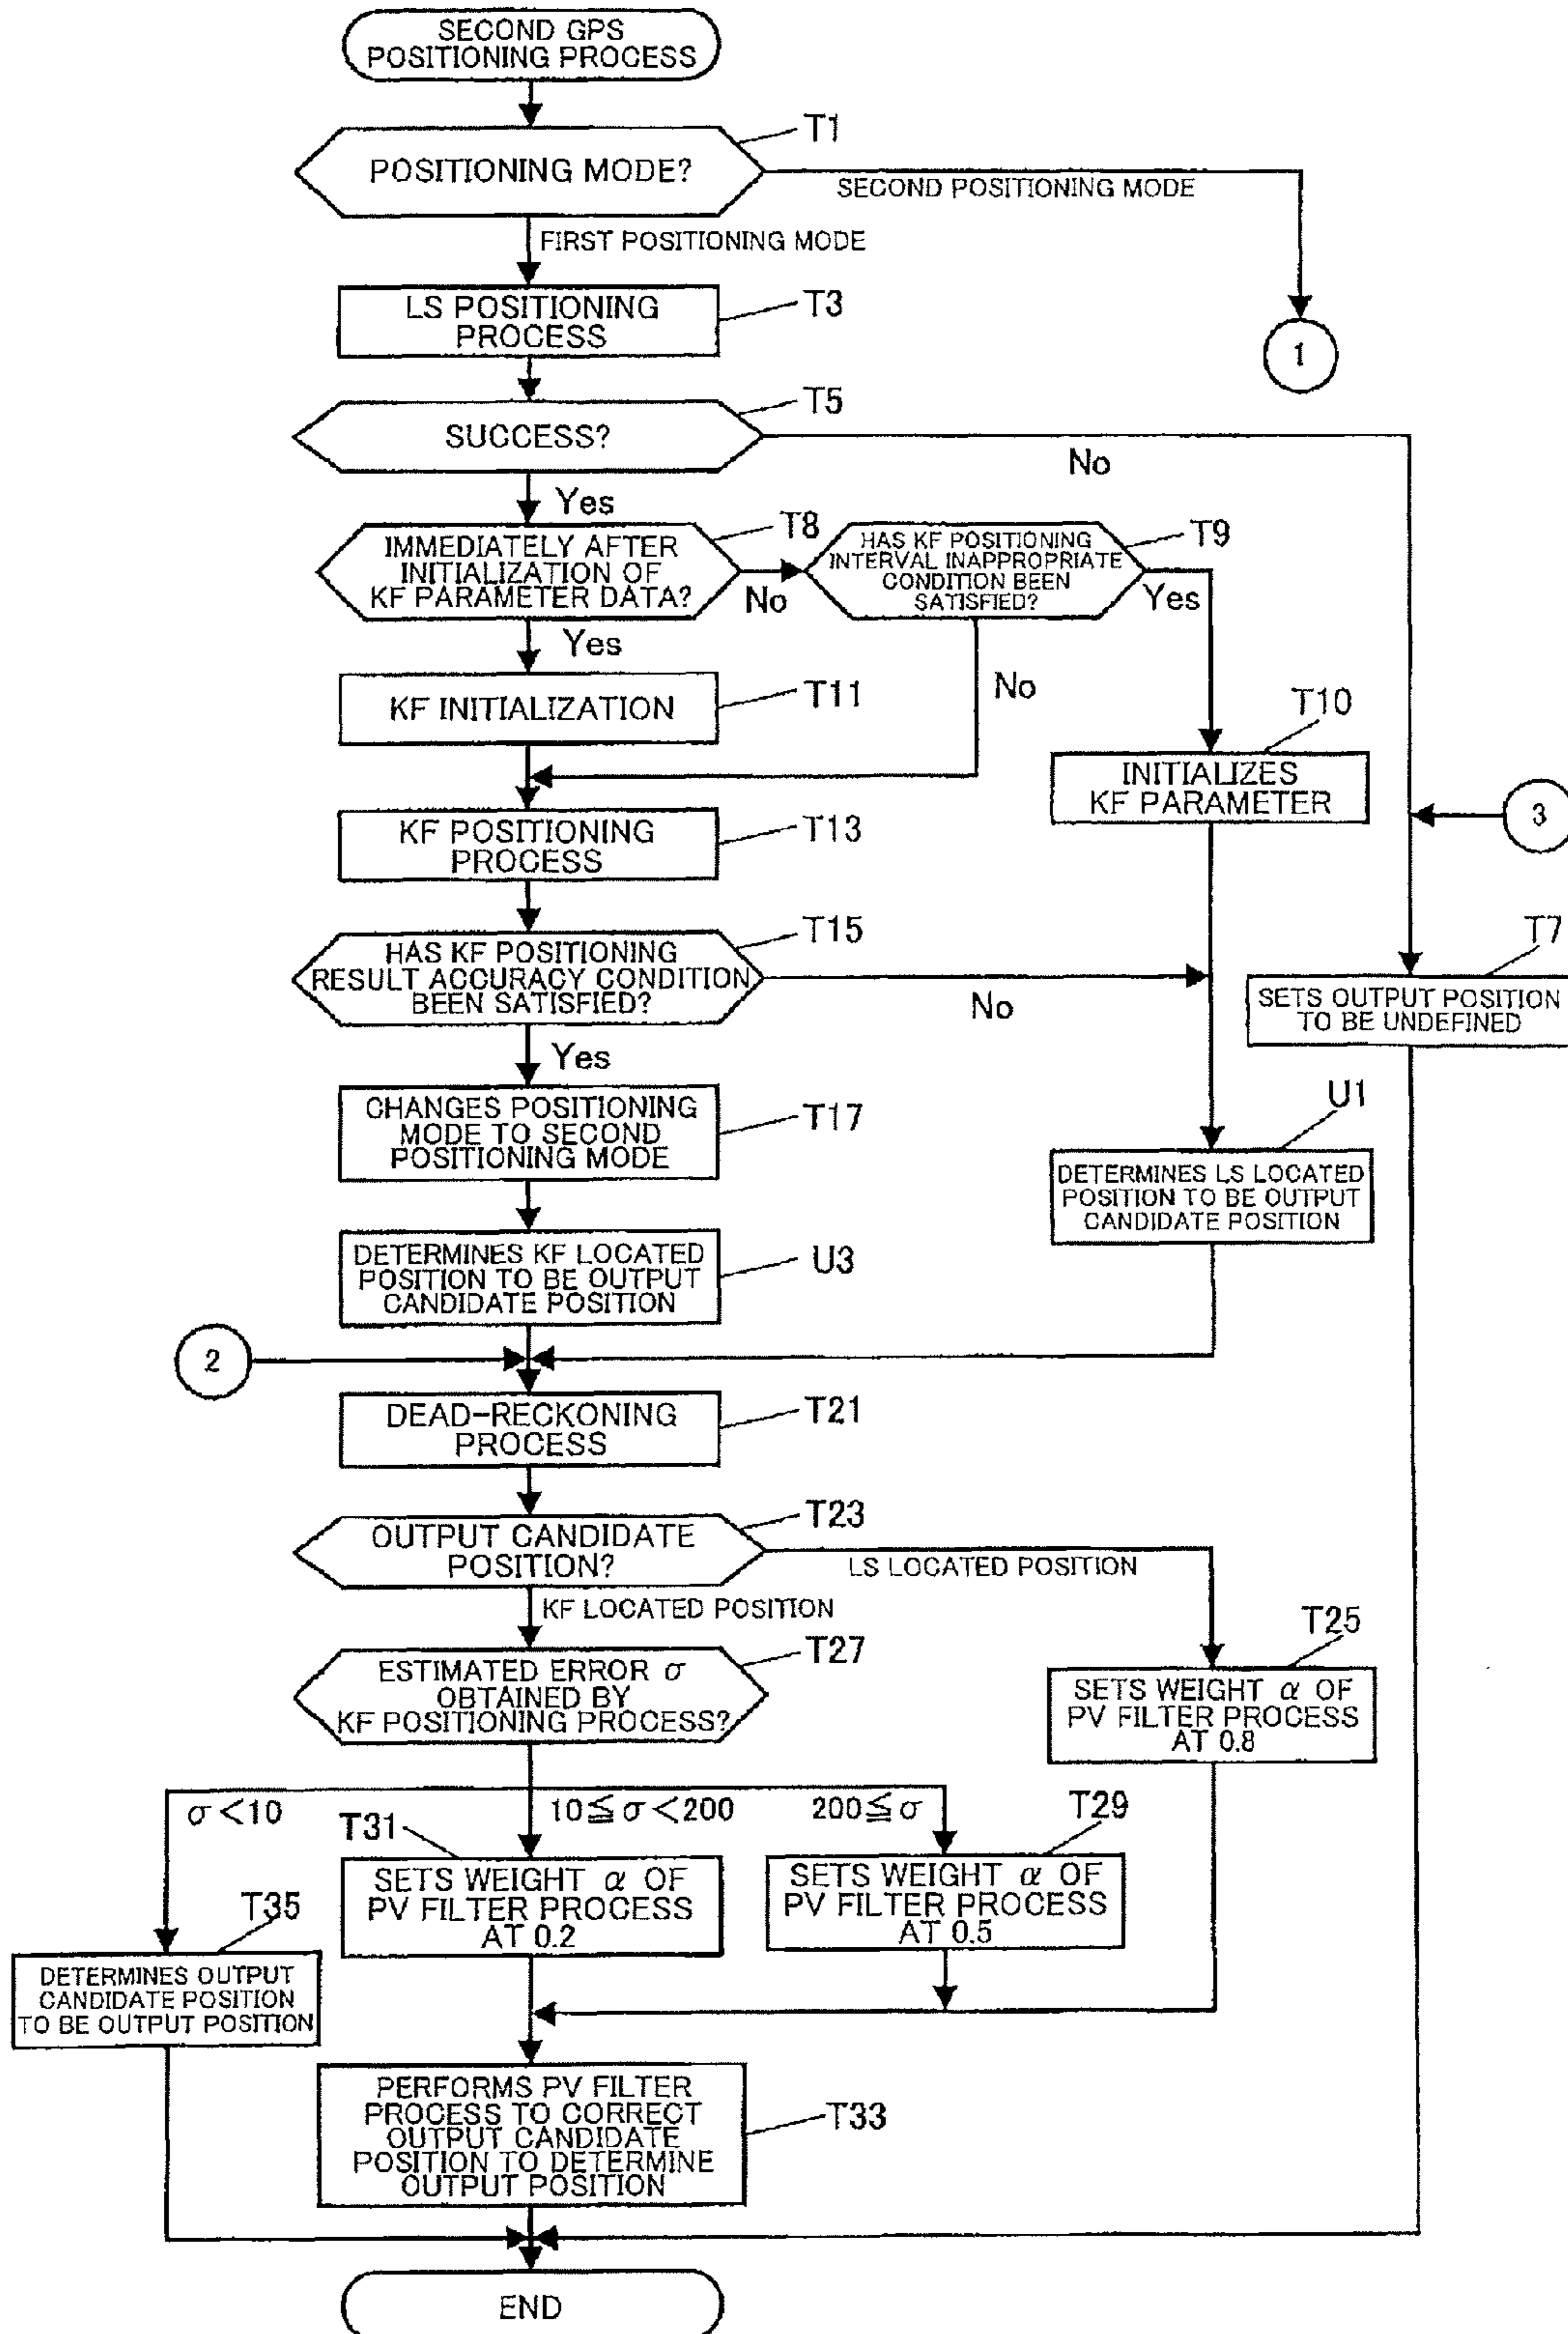 SECOND GPS
POSITIONING PROCESS
T1
POSITIONING MODE?
SECOND POSITIONING MODE
FIRST POSITIONING MODE
1
T3
LS POSITIONING
PROCESS
T5
SUCCESS?
No
Yes
T8
IMMEDIATELY AFTER
INITIALIZATION OF
KF PARAMETER DATA?
No
T9
HAS KF POSITIONING
INTERVAL INAPPROPRIATE
CONDITION BEEN
SATISFIED?
Yes
Yes
No
T11
KF INITIALIZATION
T10
INITIALIZES
KF PARAMETER
3
T13
KF POSITIONING
PROCESS
T15
HAS KF POSITIONING
RESULT ACCURACY CONDITION
BEEN SATISFIED?
No
Yes
T7
SETS OUTPUT POSITION
TO BE UNDEFINED
T17
CHANGES POSITIONING
MODE TO SECOND
POSITIONING MODE
U1
DETERMINES LS LOCATED
POSITION TO BE OUTPUT
CANDIDATE POSITION
U3
DETERMINES KF LOCATED
POSITION TO BE OUTPUT
CANDIDATE POSITION
2
T21
DEAD-RECKONING
PROCESS
T23
OUTPUT CANDIDATE
POSITION?
LS LOCATED POSITION
KF LOCATED POSITION
T25
SETS WEIGHT α OF
PV FILTER PROCESS
AT 0.8
T27
ESTIMATED ERROR σ
OBTAINED BY
KF POSITIONING PROCESS?
σ<10
10≦σ<200
200≦σ
T31
SETS WEIGHT α OF
PV FILTER PROCESS
AT 0.2
T29
SETS WEIGHT α OF
PV FILTER PROCESS
AT 0.5
T35
DETERMINES OUTPUT
CANDIDATE POSITION
TO BE OUTPUT POSITION
T33
PERFORMS PV FILTER
PROCESS TO CORRECT
OUTPUT CANDIDATE
POSITION TO DETERMINE
OUTPUT POSITION
END